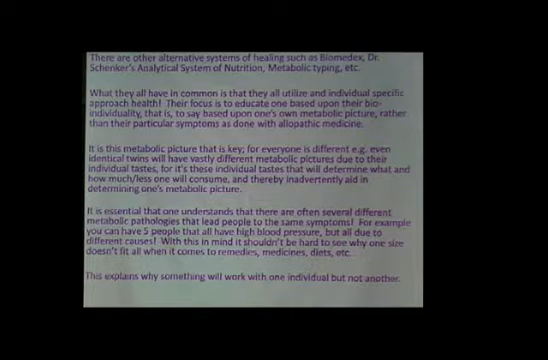 There are other alternative systems of healing such as Biomedex, Dr.
Schenker's Analytical System of Nutrition, Metabolic typing, etc.
What they all have in common is that they all utilize and individual specific
approach health! Their focus is to educate one based upon their bio-
individuality, that is, to say based upon one's own metabolic picture, rather
than their particular symptoms as done with allopathic medicine.
It is this metabolic picture that is key; for everyone is different e.g. even
identical twins will have vastly different metabolic pictures due to their
individual tastes, for it's these individual tastes that will determine what and
how much/less one will consume, and thereby inadvertently aid in
determining one's metabolic picture.
It is essential that one understands that there are often several different
metabolic pathologies that lead people to the same symptoms! For example
you can have 5 people that all have high blood pressure, but all due to
different causes! With this in mind it shouldn't be hard to see why one size
doesn't fit all when it comes to remedies, medicines, diets, etc.
This explains why something will work with one individual but not another.